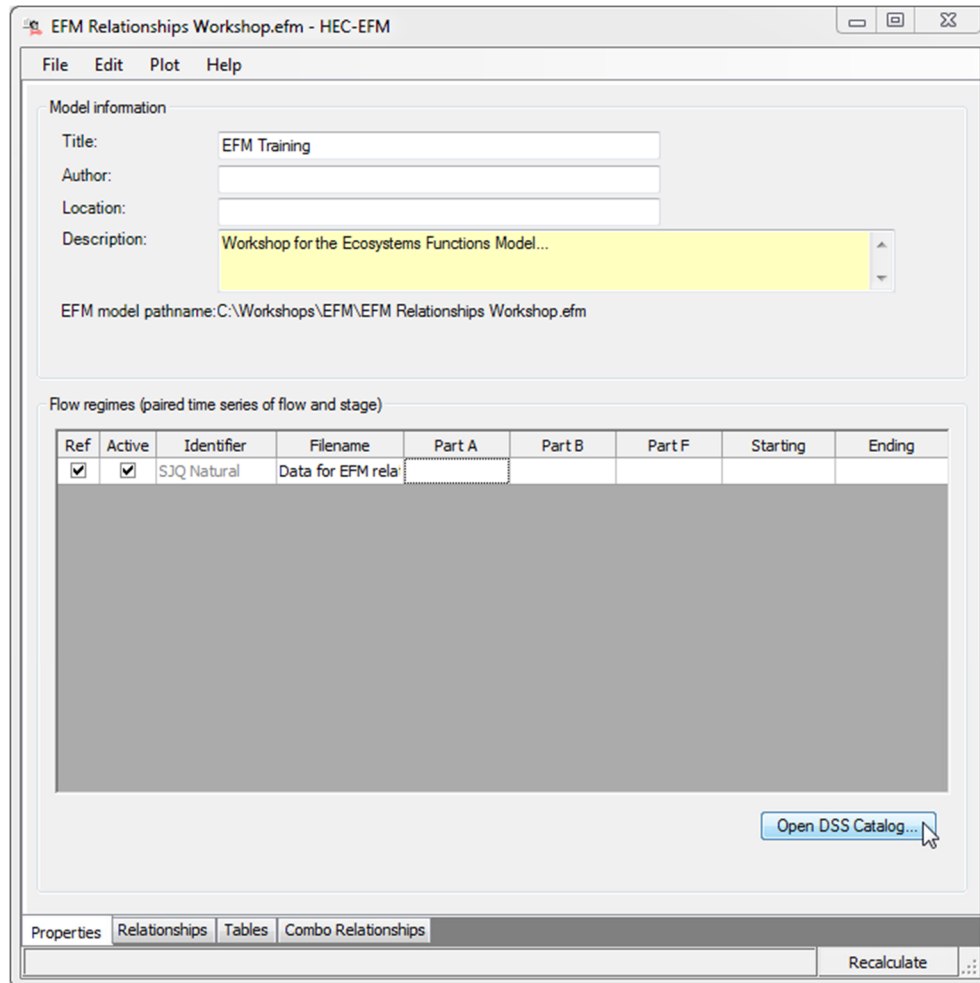 EFM Relationships Workshop.efm - HEC-EFM
File Edit Plot Help
Model information
Title: EFM Training
Author:
Location:
Description: Workshop for the Ecosystems Functions Model...
EFM model pathname:C:\Workshops\EFM\EFM Relationships Workshop.efm
Flow regimes (paired time series of flow and stage)
Ref Active Identifier Filename Part A Part B Part F Starting Ending
SJQ Natural Data for EFM rela
Open DSS Catalog...
Properties Relationships Tables Combo Relationships
Recalculate